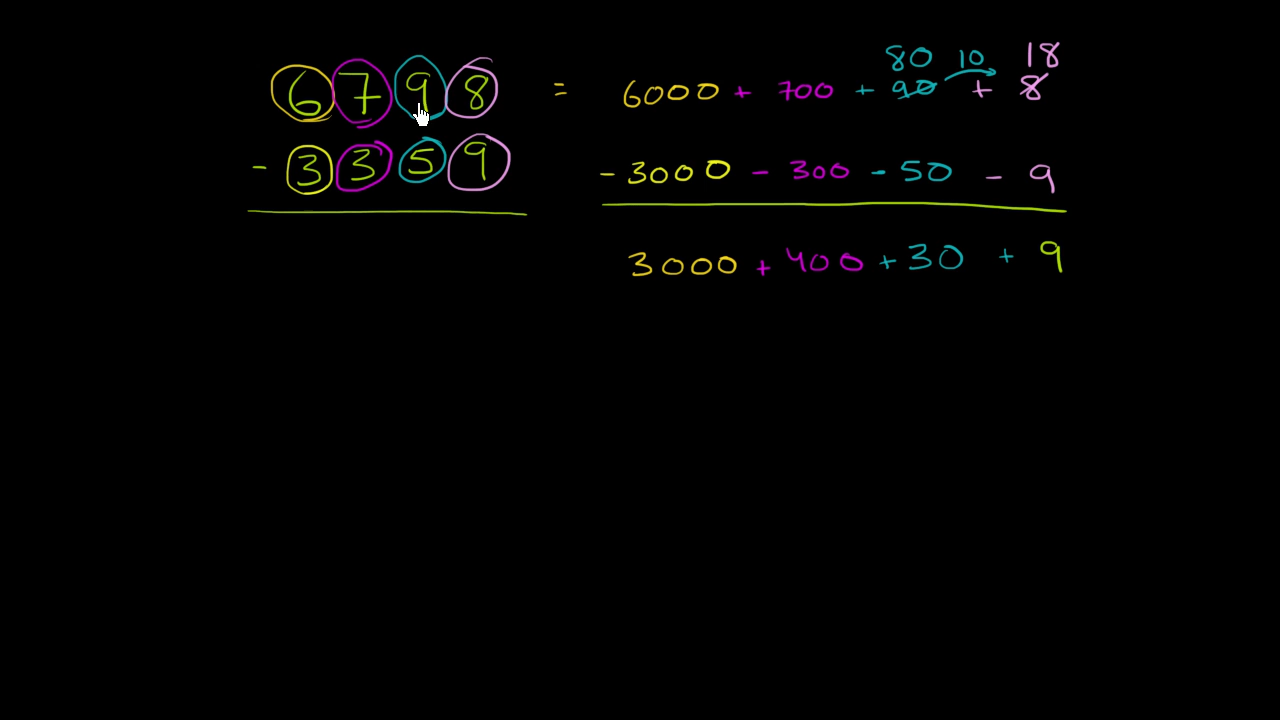 80 10 18
6798 = 6000 + 700 + 90 + 8
- 3359 - 3000 - 300 - 50 - 9
3000 + 400 + 30 + 9